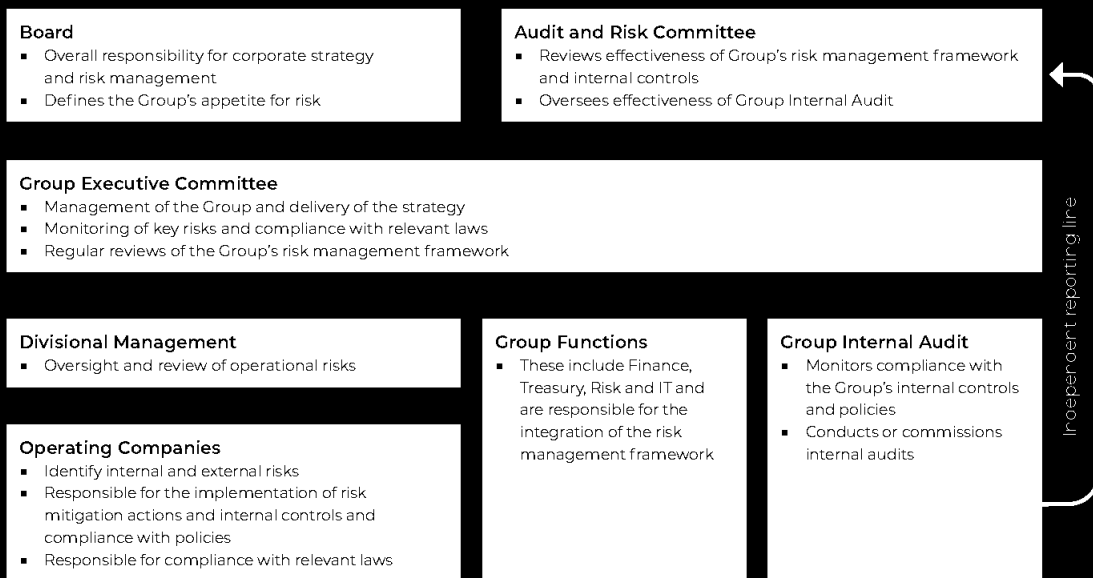 Board
▪ Overall responsibility for corporate strategy
and risk management
▪ Defines the Group's appetite for risk
Audit and Risk Committee
▪ Reviews effectiveness of Group's risk management framework
and internal controls
▪ Oversees effectiveness of Group Internal Audit
Group Executive Committee
▪ Management of the Group and delivery of the strategy
▪ Monitoring of key risks and compliance with relevant laws
▪ Regular reviews of the Group's risk management framework
Divisional Management
▪ Oversight and review of operational risks
Operating Companies
▪ Identify internal and external risks
▪ Responsible for the implementation of risk
mitigation actions and internal controls and
compliance with policies
▪ Responsible for compliance with relevant laws
Group Functions
▪ These include Finance,
Treasury, Risk and IT and
are responsible for the
integration of the risk
management framework
Group Internal Audit
▪ Monitors compliance with
the Group's internal controls
and policies
▪ Conducts or commissions
internal audits
Independent reporting line